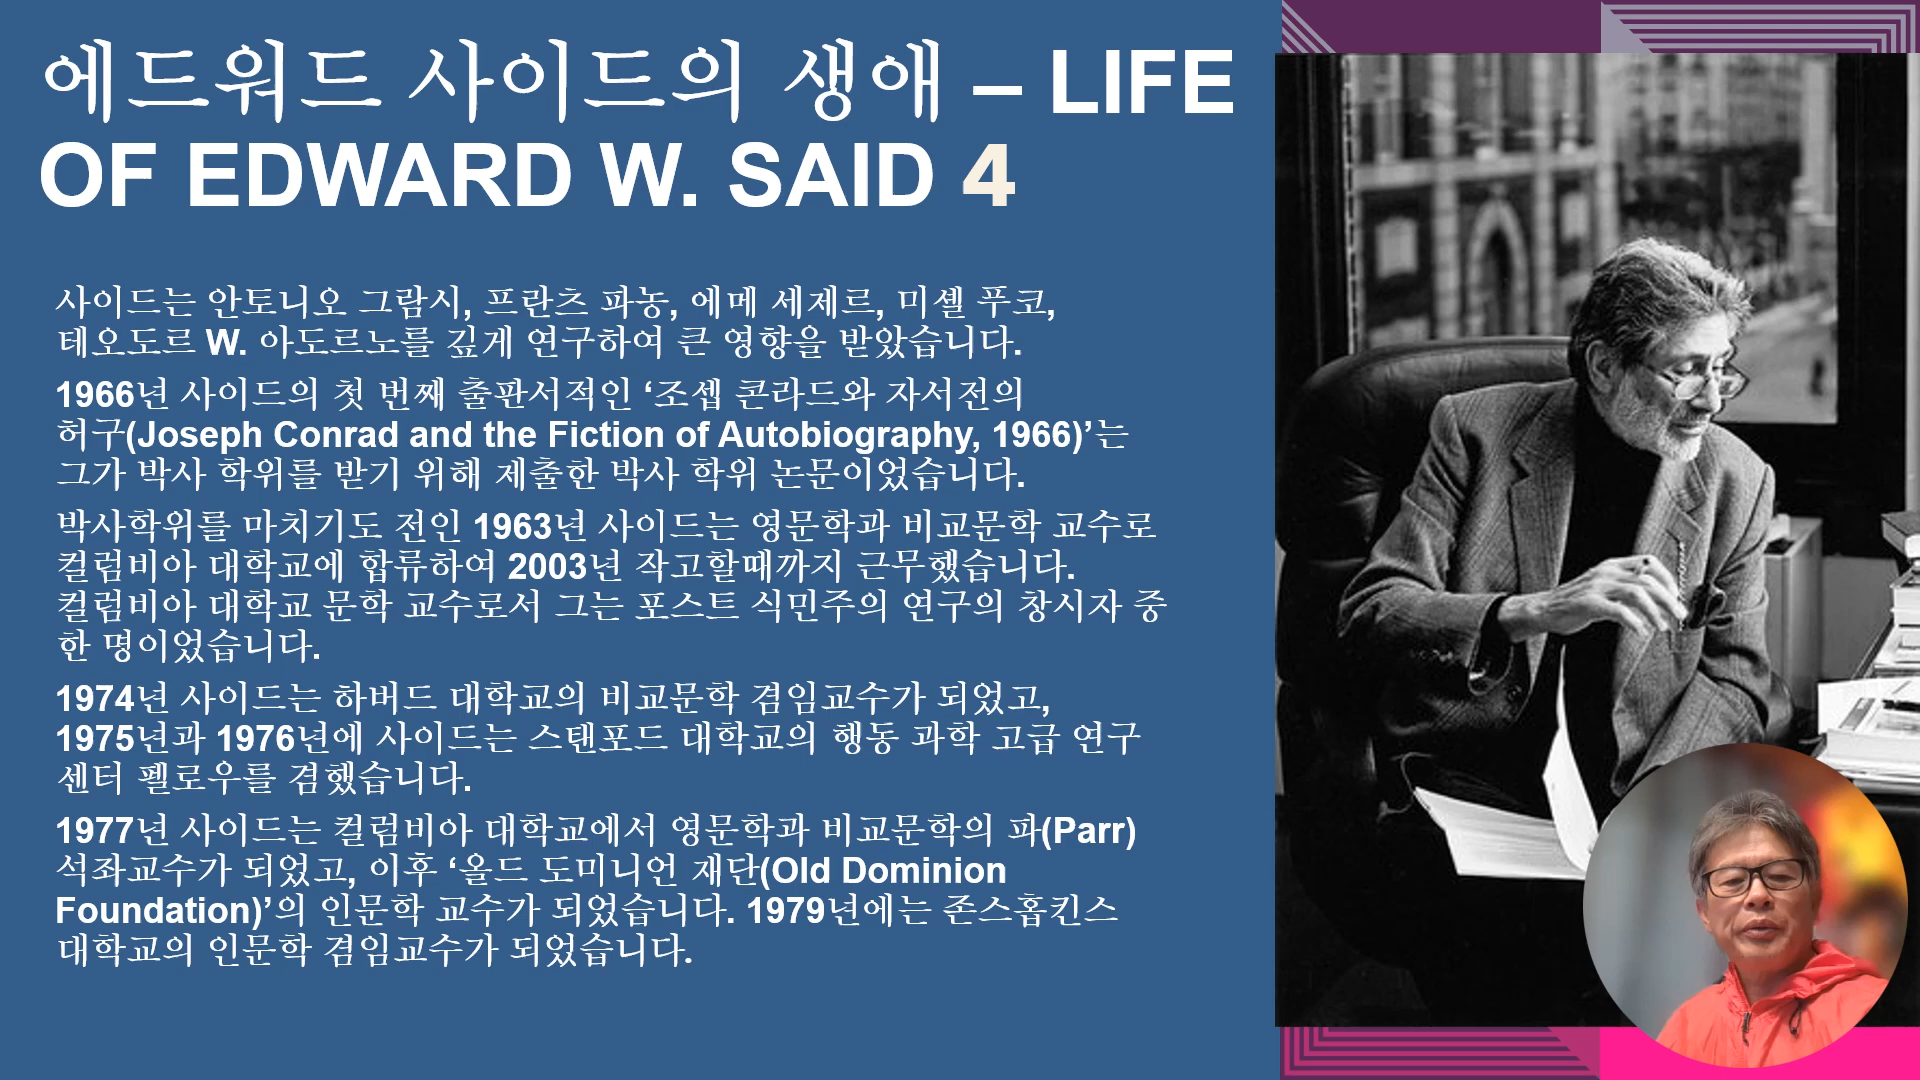 에드워드 사이드의 생애 – LIFE
OF EDWARD W. SAID 4
사이드는 안토니오 그람시, 프란츠 파농, 에메 세제르, 미셸 푸코,
테오도르 W. 아도르노를 깊게 연구하여 큰 영향을 받았습니다.
1966년 사이드의 첫 번째 출판서적인 ‘조셉 콘라드와 자서전의
허구(Joseph Conrad and the Fiction of Autobiography, 1966)’는
그가 박사 학위를 받기 위해 제출한 박사 학위 논문이었습니다.
박사학위를 마치기도 전인 1963년 사이드는 영문학과 비교문학 교수로
컬럼비아 대학교에 합류하여 2003년 작고할때까지 근무했습니다.
컬럼비아 대학교 문학 교수로서 그는 포스트 식민주의 연구의 창시자 중
한 명이었습니다.
1974년 사이드는 하버드 대학교의 비교문학 겸임교수가 되었고,
1975년과 1976년에 사이드는 스탠포드 대학교의 행동 과학 고급 연구
센터 펠로우를 겸했습니다.
1977년 사이드는 컬럼비아 대학교에서 영문학과 비교문학의 파(Parr)
석좌교수가 되었고, 이후 ‘올드 도미니언 재단(Old Dominion
Foundation)’의 인문학 교수가 되었습니다. 1979년에는 존스홉킨스
대학교의 인문학 겸임교수가 되었습니다.